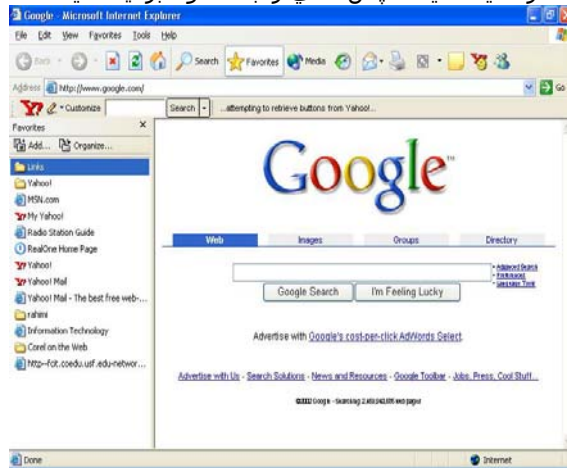 Google - Microsoft Internet Explorer
File Edit View Favorites Tools Help
Back Search Favorites Media
Address http://www.google.com/ Go
Customize Search ...attempting to retrieve buttons from Yahoo!...
Favorites x
Add... Organize...
Links
Yahoo!
MSN.com
My Yahoo!
Radio Station Guide
RealOne Home Page
Yahoo!
Yahoo! Mail
Yahoo! Mail - The best free web-...
rahimi
Information Technology
Corel on the Web
http--fcit.coedu.usf.edu-networ...
Google™
Web Images Groups Directory
• Advanced Search
• Preferences
• Language Tools
Google Search I'm Feeling Lucky
Advertise with Google's cost-per-click AdWords Select.
Advertise with Us - Search Solutions - News and Resources - Google Toolbar - Jobs, Press, Cool Stuff...
©2002 Google - Searching web pages
Done Internet